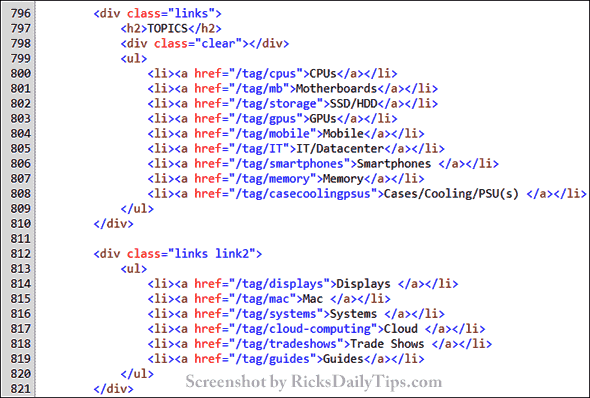 796 <div class="links">
797 <h2>TOPICS</h2>
798 <div class="clear"></div>
799 <ul>
800 <li><a href="/tag/cpus">CPUs</a></li>
801 <li><a href="/tag/mb">Motherboards</a></li>
802 <li><a href="/tag/storage">SSD/HDD</a></li>
803 <li><a href="/tag/gpus">GPUs</a></li>
804 <li><a href="/tag/mobile">Mobile</a></li>
805 <li><a href="/tag/IT">IT/Datacenter</a></li>
806 <li><a href="/tag/smartphones">Smartphones </a></li>
807 <li><a href="/tag/memory">Memory</a></li>
808 <li><a href="/tag/casecoolingpsus">Cases/Cooling/PSU(s) </a></li>
809 </ul>
810 </div>
811
812 <div class="links link2">
813 <ul>
814 <li><a href="/tag/displays">Displays </a></li>
815 <li><a href="/tag/mac">Mac </a></li>
816 <li><a href="/tag/systems">Systems </a></li>
817 <li><a href="/tag/cloud-computing">Cloud </a></li>
818 <li><a href="/tag/tradeshows">Trade Shows </a></li>
819 <li><a href="/tag/guides">Guides</a></li>
820 </ul>
821 </div>
Screenshot by RicksDailyTips.com